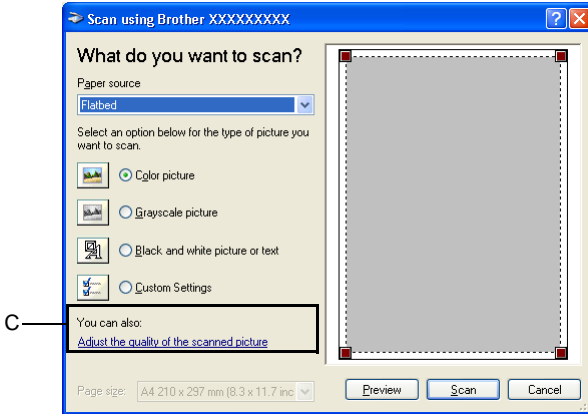 Scan using Brother XXXXXXXXX
What do you want to scan?
Paper source
Flatbed
Select an option below for the type of picture you
want to scan.
Color picture
Grayscale picture
Black and white picture or text
Custom Settings
C
You can also:
Adjust the quality of the scanned picture
Page size: A4 210 x 297 mm (8.3 x 11.7 inc
Preview Scan Cancel